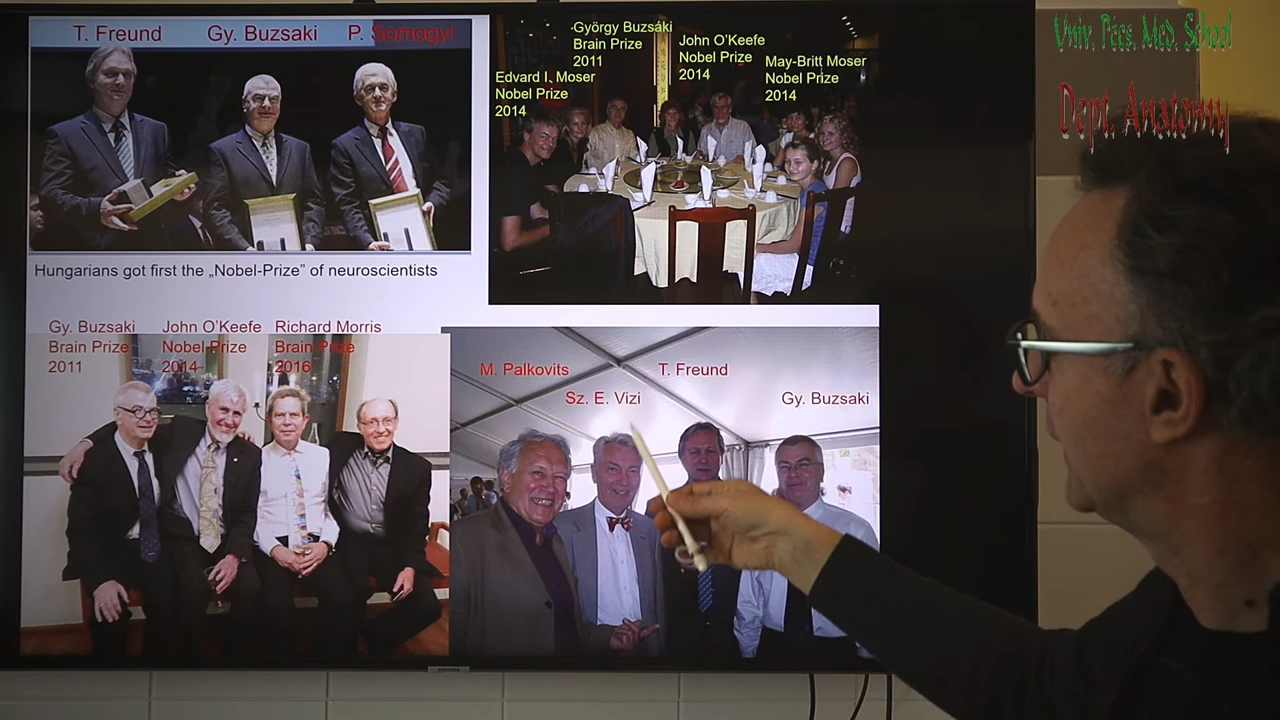 T. Freund Gy. Buzsaki P. Somogyi
Hungarians got first the „Nobel-Prize” of neuroscientists
György Buzsáki
Brain Prize
2011
John O’Keefe
Nobel Prize
2014
May-Britt Moser
Nobel Prize
2014
Edvard I. Moser
Nobel Prize
2014
Gy. Buzsaki
Brain Prize
2011
John O’Keefe
Nobel Prize
2014
Richard Morris
Brain Prize
2016
M. Palkovits
T. Freund
Sz. E. Vizi
Gy. Buzsaki
Univ. Pécs. Med. School
Dept. Anatomy